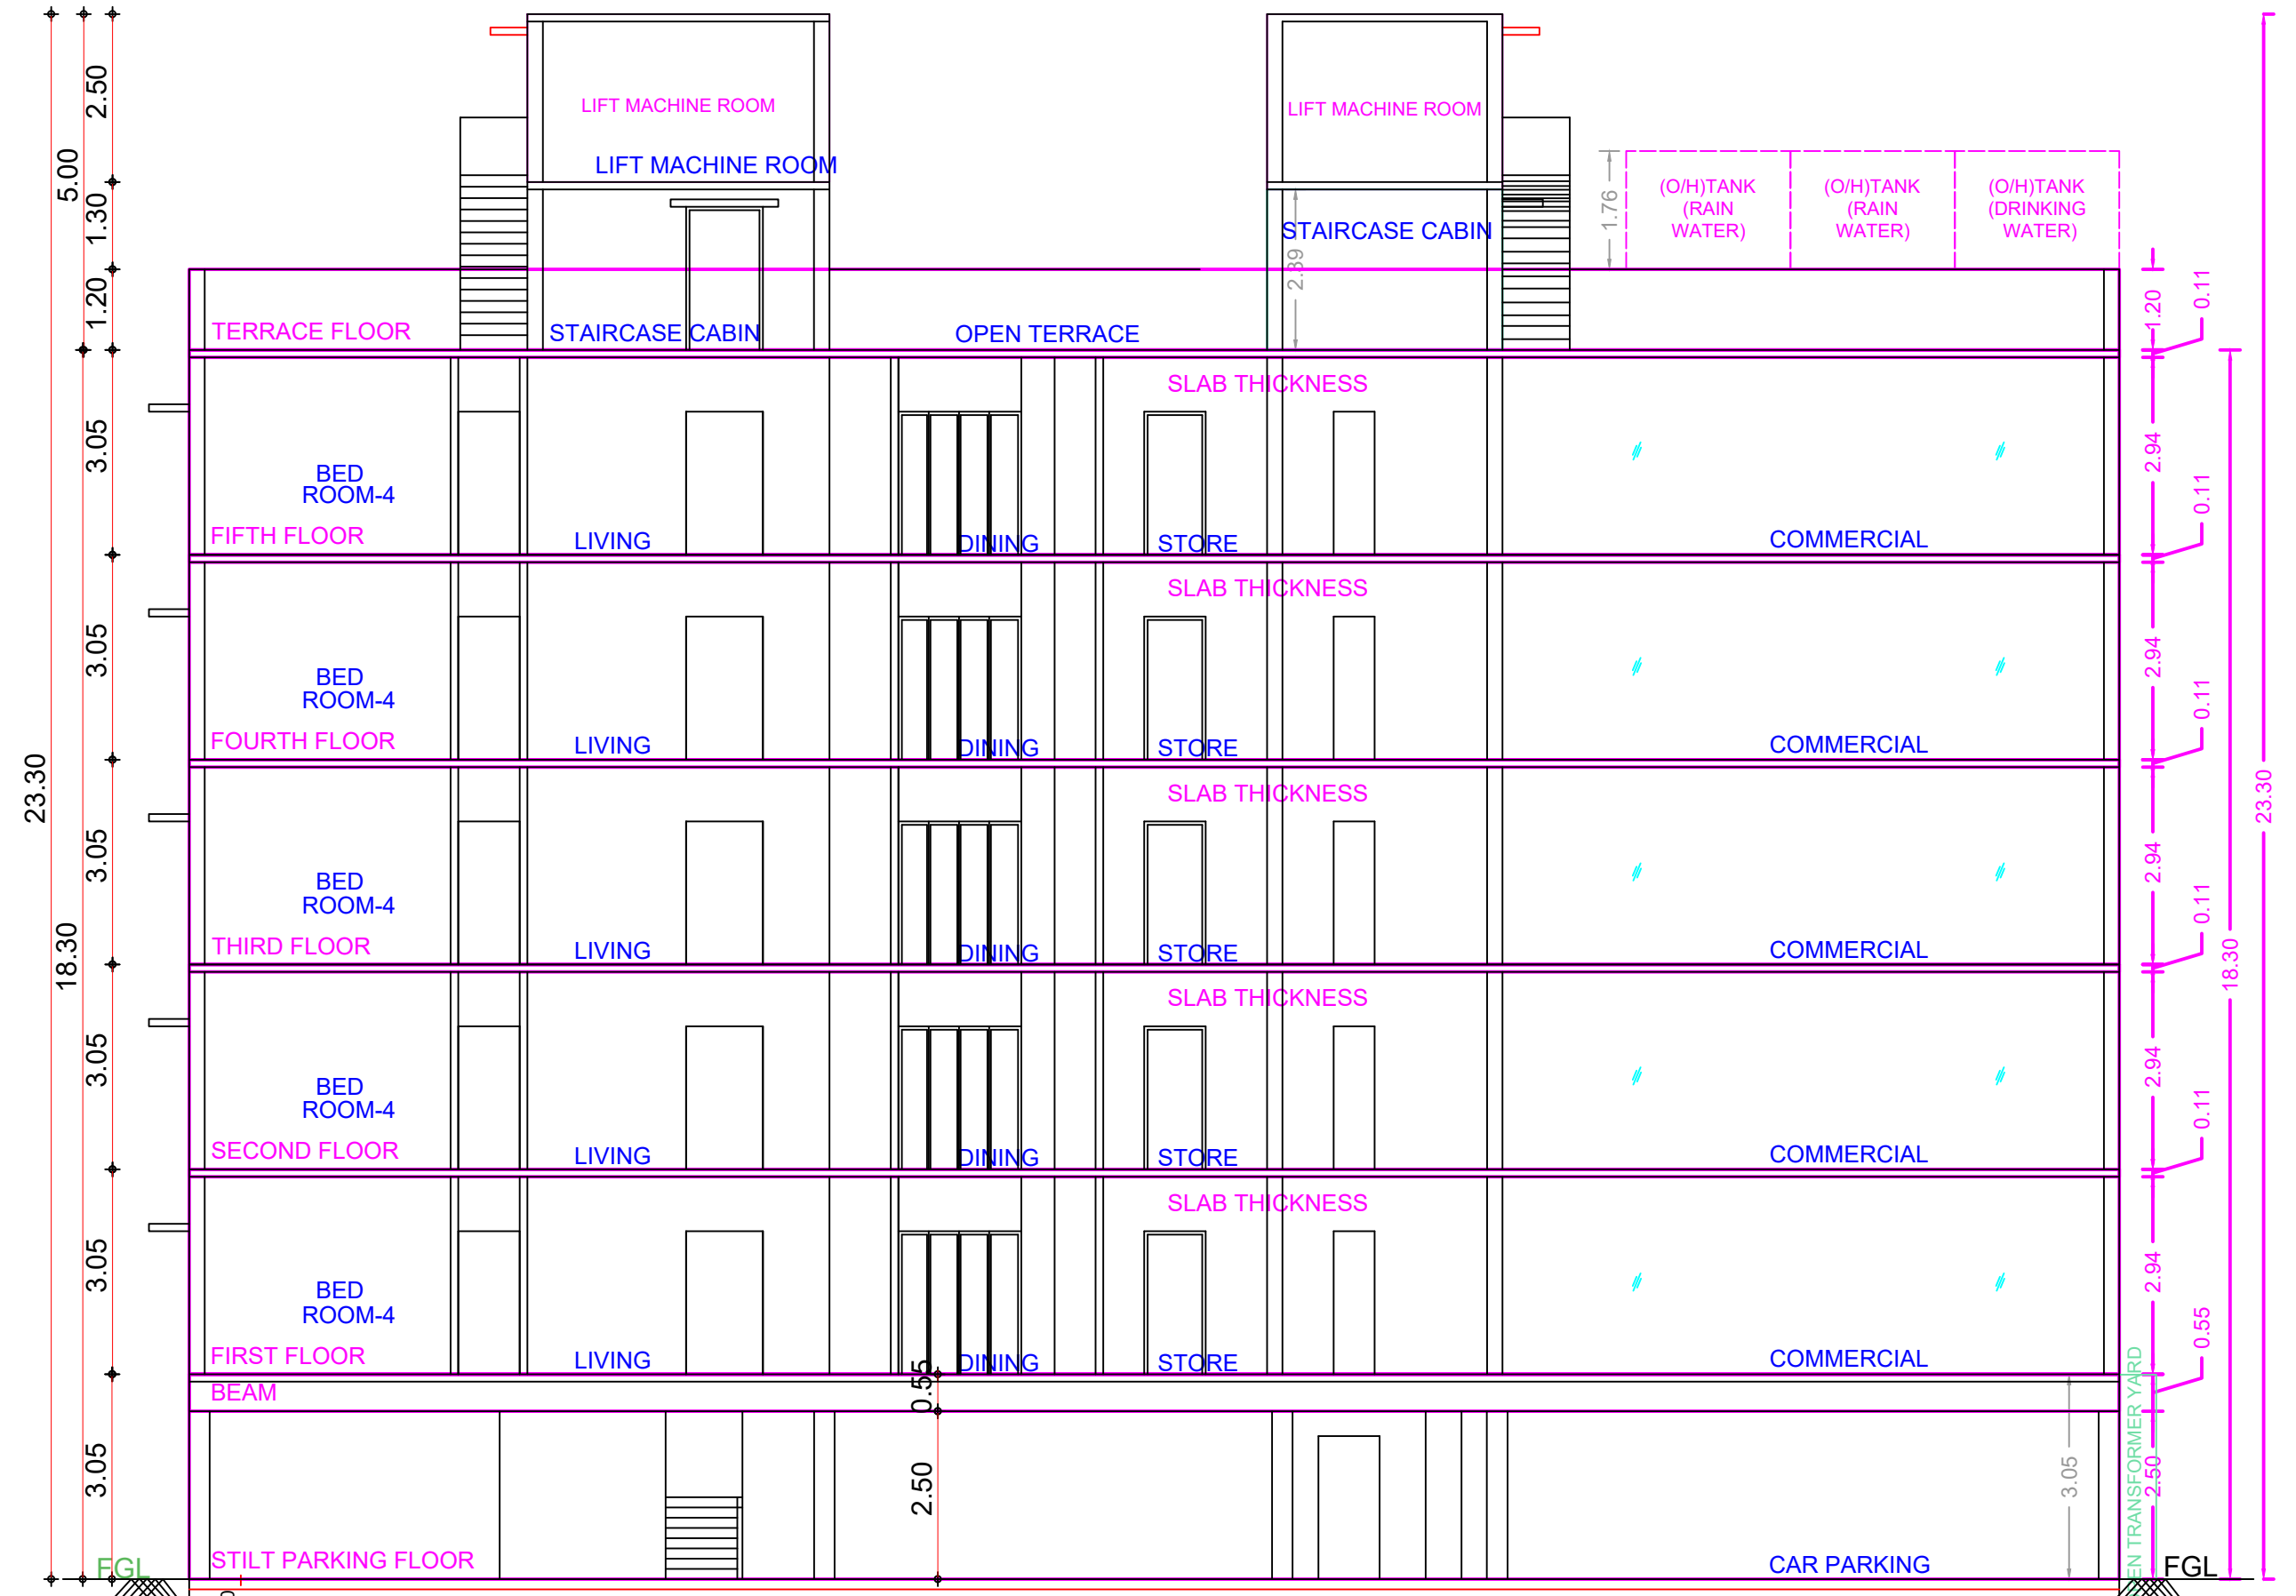 2.50
5.00
1.30
1.20
3.05
3.05
23.30
3.05
18.30
3.05
3.05
3.05
FGL
LIFT MACHINE ROOM
LIFT MACHINE ROOM
LIFT MACHINE ROOM
STAIRCASE CABIN
2.39
1.76
(O/H)TANK
(RAIN
WATER)
(O/H)TANK
(RAIN
WATER)
(O/H)TANK
(DRINKING
WATER)
TERRACE FLOOR
STAIRCASE CABIN
OPEN TERRACE
1.20
0.11
SLAB THICKNESS
2.94
BED
ROOM-4
FIFTH FLOOR
LIVING
DINING
STORE
COMMERCIAL
0.11
SLAB THICKNESS
2.94
BED
ROOM-4
FOURTH FLOOR
LIVING
DINING
STORE
COMMERCIAL
0.11
SLAB THICKNESS
23.30
2.94
BED
ROOM-4
THIRD FLOOR
LIVING
DINING
STORE
COMMERCIAL
0.11
18.30
SLAB THICKNESS
2.94
BED
ROOM-4
SECOND FLOOR
LIVING
DINING
STORE
COMMERCIAL
0.11
SLAB THICKNESS
2.94
BED
ROOM-4
FIRST FLOOR
LIVING
DINING
STORE
COMMERCIAL
0.55
BEAM
0.55
2.50
3.05
2.50
TRANSFORMER YARD
STILT PARKING FLOOR
CAR PARKING
FGL